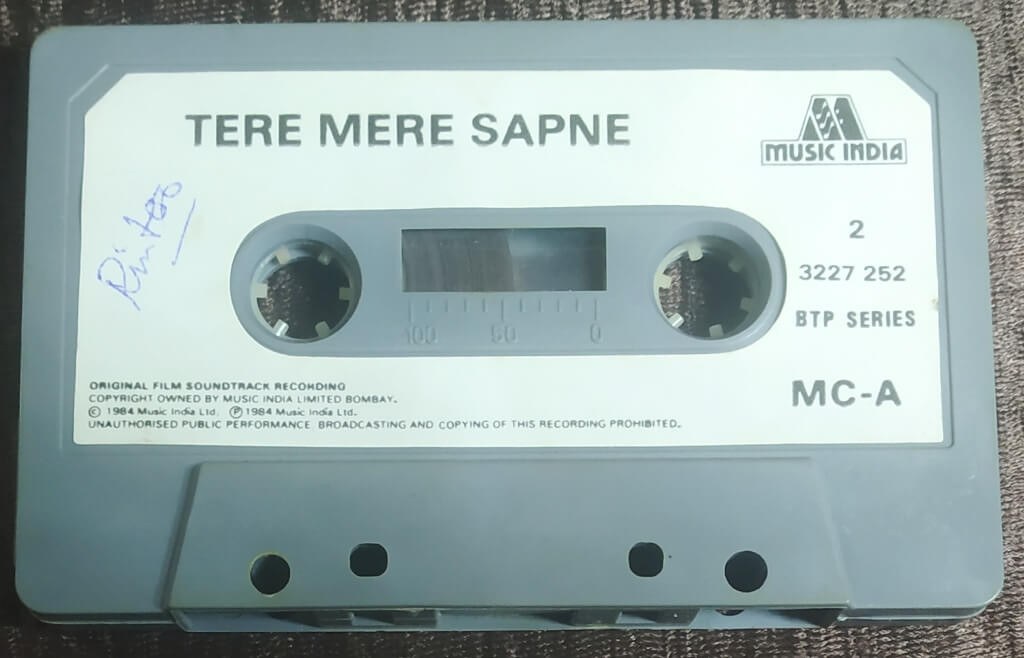 TERE MERE SAPNE
MUSIC INDIA
Rintoo
2
3227 252
BTP SERIES
100 50 0
MC-A
ORIGINAL FILM SOUNDTRACK RECORDING
COPYRIGHT OWNED BY MUSIC INDIA LIMITED BOMBAY.
© 1984 Music India Ltd. ℗ 1984 Music India Ltd.
UNAUTHORISED PUBLIC PERFORMANCE BROADCASTING AND COPYING OF THIS RECORDING PROHIBITED.